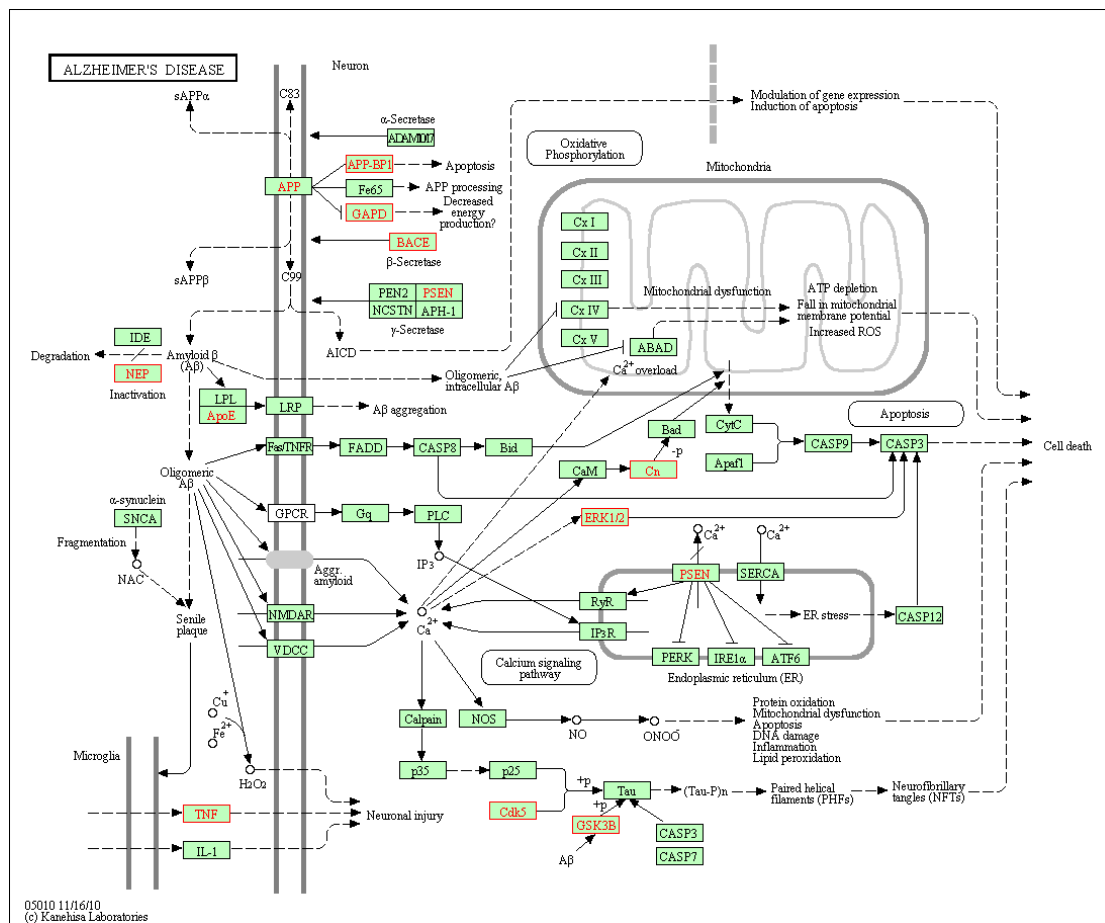 ALZHEIMER'S DISEASE
Neuron
sAPPα
C83
Modulation of gene expression
Induction of apoptosis
α-Secretase
ADAM1017
Oxidative
Phosphorylation
Mitochondria
APP-BP1
Apoptosis
APP
Fe65
APP processing
GAPD
Decreased
energy
production?
BACE
β-Secretase
sAPPβ
C99
PEN2
PSEN
NCSTN
APH-1
γ-Secretase
Cx I
Cx II
Cx III
Cx IV
Cx V
Mitochondrial dysfunction
ATP depletion
Fall in mitochondrial
membrane potential
Increased ROS
ABAD
Ca2+ overload
IDE
Degradation
NEP
Inactivation
Amyloid β
(Aβ)
AICD
Oligomeric,
intracellular Aβ
LPL
ApoE
LRP
Aβ aggregation
Apoptosis
Fas/TNFR
FADD
CASP8
Bid
Bad
-p
CytC
Apaf1
CASP9
CASP3
Cell death
CaM
Cn
Oligomeric
Aβ
α-synuclein
SNCA
Fragmentation
NAC
GPCR
Gq
PLC
IP3
ERK1/2
Aggr.
amyloid
Ca2+
Ca2+
PSEN
SERCA
RyR
IP3R
ER stress
CASP12
PERK
IRE1α
ATF6
Endoplasmic reticulum (ER)
Senile
plaque
NMDAR
VDCC
Ca2+
Calcium signaling
pathway
Calpain
NOS
NO
ONOO-
Protein oxidation
Mitochondrial dysfunction
Apoptosis
DNA damage
Inflammation
Lipid peroxidation
Cu+
Fe2+
H2O2
Microglia
p35
p25
Cdk5
+p
Tau
+p
GSK3B
Aβ
(Tau-P)n
Paired helical
filaments (PHFs)
Neurofibrillary
tangles (NFTs)
CASP3
CASP7
TNF
IL-1
Neuronal injury
05010 11/16/10
(c) Kanehisa Laboratories